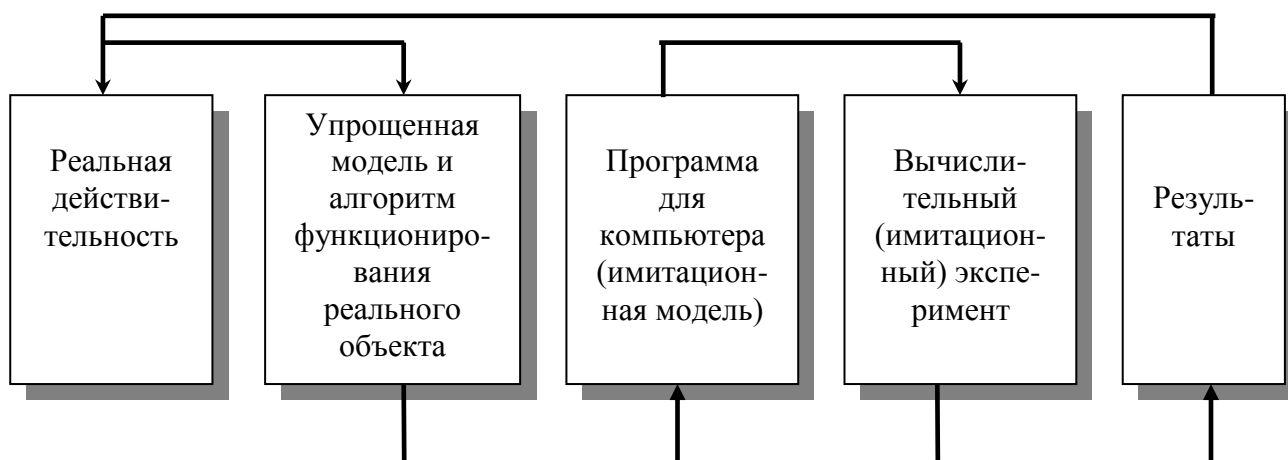 Реальная
действи-
тельность
Упрощенная
модель и
алгоритм
функциониро-
вания
реального
объекта
Программа
для
компьютера
(имитацион-
ная модель)
Вычисли-
тельный
(имитацион-
ный) экспе-
римент
Резуль-
таты